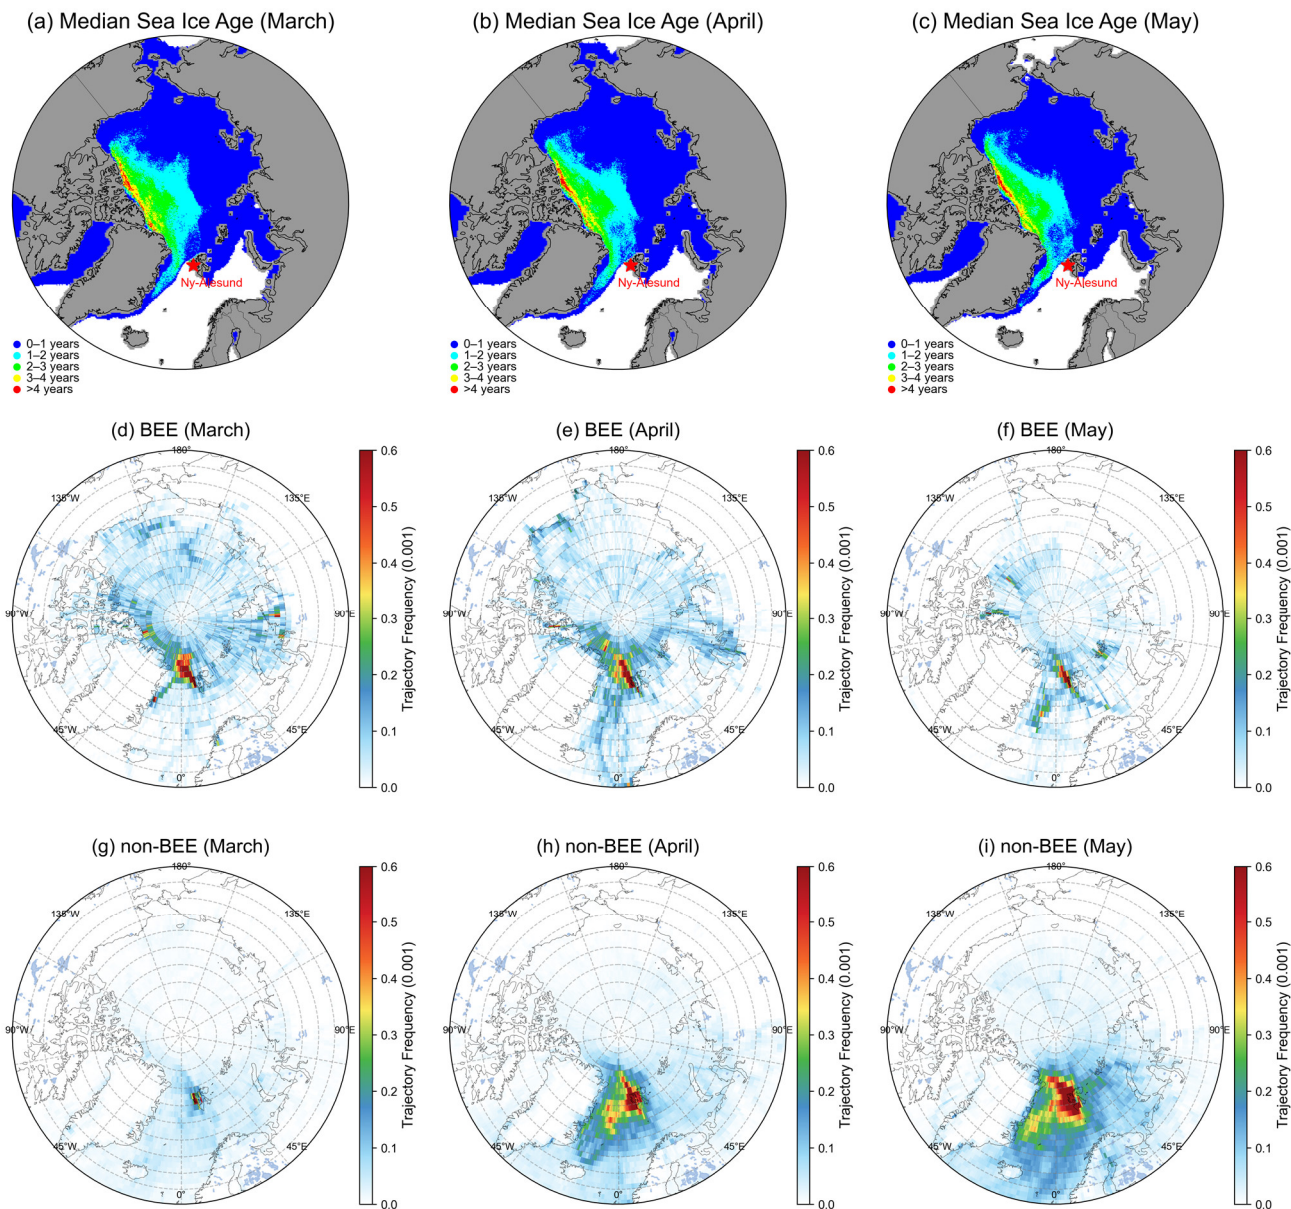 (a) Median Sea Ice Age (March)
(b) Median Sea Ice Age (April)
(c) Median Sea Ice Age (May)
Ny-Alesund
Ny-Alesund
Ny-Alesund
0–1 years
1–2 years
2–3 years
3–4 years
>4 years
0–1 years
1–2 years
2–3 years
3–4 years
>4 years
0–1 years
1–2 years
2–3 years
3–4 years
>4 years
(d) BEE (March)
180°
135°W
135°E
90°W
90°E
45°W
45°E
0°
0.6
0.5
0.4
0.3
0.2
0.1
0.0
Trajectory Frequency (0.001)
(e) BEE (April)
180°
135°W
135°E
90°W
90°E
45°W
45°E
0°
0.6
0.5
0.4
0.3
0.2
0.1
0.0
Trajectory Frequency (0.001)
(f) BEE (May)
180°
135°W
135°E
90°W
90°E
45°W
45°E
0°
0.6
0.5
0.4
0.3
0.2
0.1
0.0
Trajectory Frequency (0.001)
(g) non-BEE (March)
180°
135°W
135°E
90°W
90°E
45°W
45°E
0°
0.6
0.5
0.4
0.3
0.2
0.1
0.0
Trajectory Frequency (0.001)
(h) non-BEE (April)
180°
135°W
135°E
90°W
90°E
45°W
45°E
0°
0.6
0.5
0.4
0.3
0.2
0.1
0.0
Trajectory Frequency (0.001)
(i) non-BEE (May)
180°
135°W
135°E
90°W
90°E
45°W
45°E
0°
0.6
0.5
0.4
0.3
0.2
0.1
0.0
Trajectory Frequency (0.001)